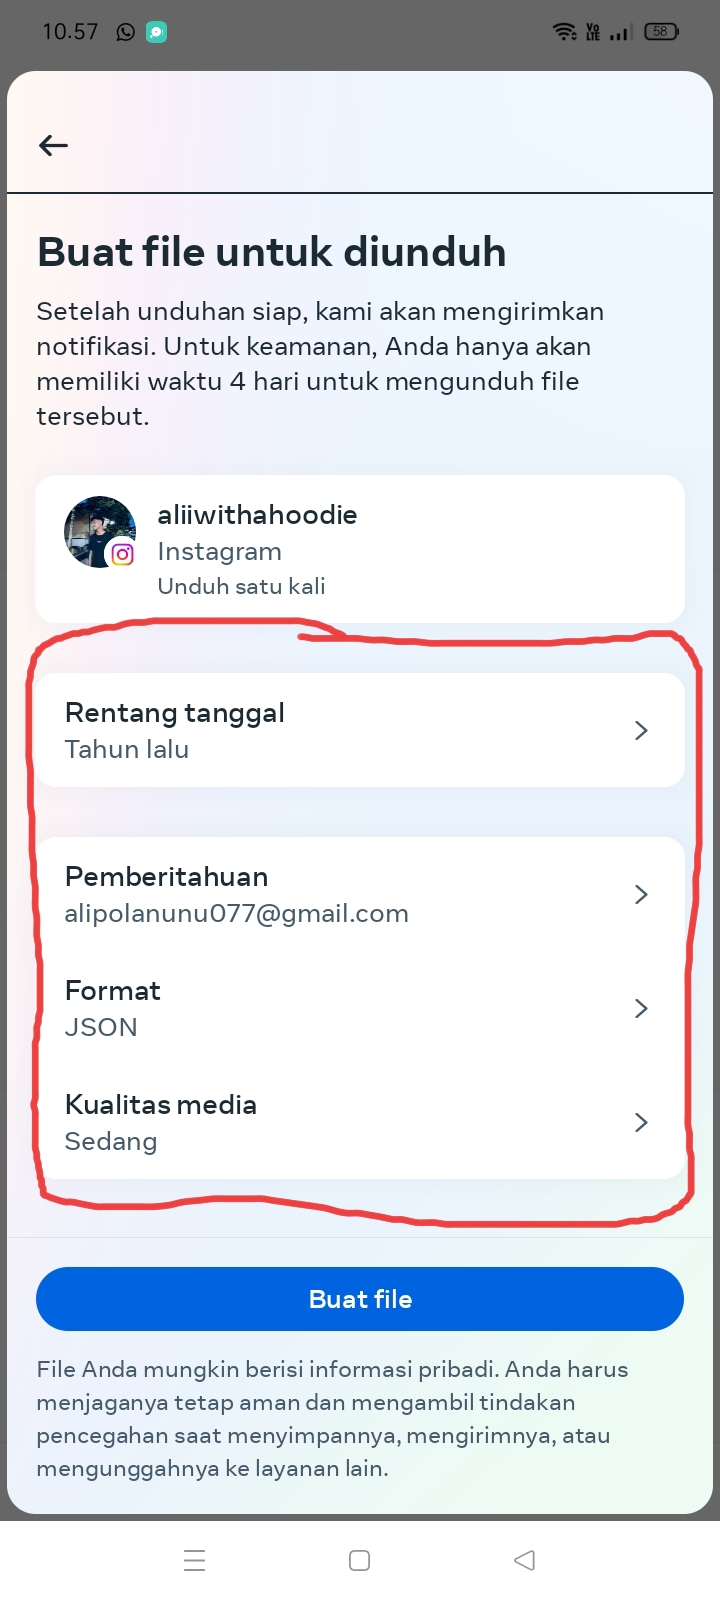 10.57
Vo
LTE
58
Buat file untuk diunduh
Setelah unduhan siap, kami akan mengirimkan
notifikasi. Untuk keamanan, Anda hanya akan
memiliki waktu 4 hari untuk mengunduh file
tersebut.
aliiwithahoodie
Instagram
Unduh satu kali
Rentang tanggal
Tahun lalu
Pemberitahuan
alipolanunu077@gmail.com
Format
JSON
Kualitas media
Sedang
Buat file
File Anda mungkin berisi informasi pribadi. Anda harus
menjaganya tetap aman dan mengambil tindakan
pencegahan saat menyimpannya, mengirimnya, atau
mengunggahnya ke layanan lain.